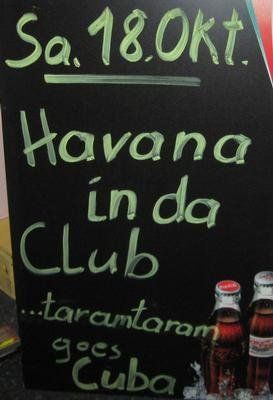 Sa. 18. Okt.
Havana
in da
Club
...taramtaram
goes
Cuba